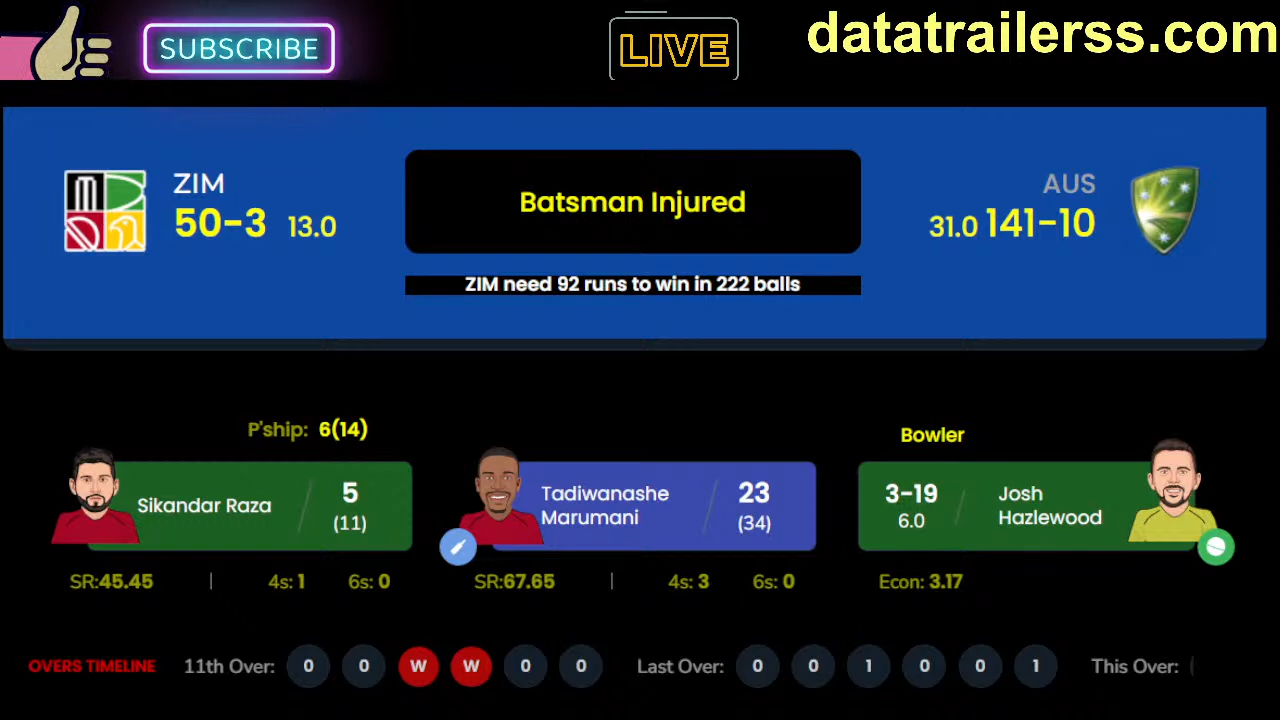 SUBSCRIBE
LIVE
datatrailerss.com
ZIM
50-3 13.0
Batsman Injured
ZIM need 92 runs to win in 222 balls
AUS
31.0 141-10
P'ship: 6(14)
Sikandar Raza
5
(11)
SR:45.45 | 4s: 1 6s: 0
Tadiwanashe
Marumani
23
(34)
SR:67.65 | 4s: 3 6s: 0
Bowler
3-19
6.0
Josh
Hazlewood
Econ: 3.17
OVERS TIMELINE 11th Over: 0 0 W W 0 0 Last Over: 0 0 1 0 0 1 This Over: